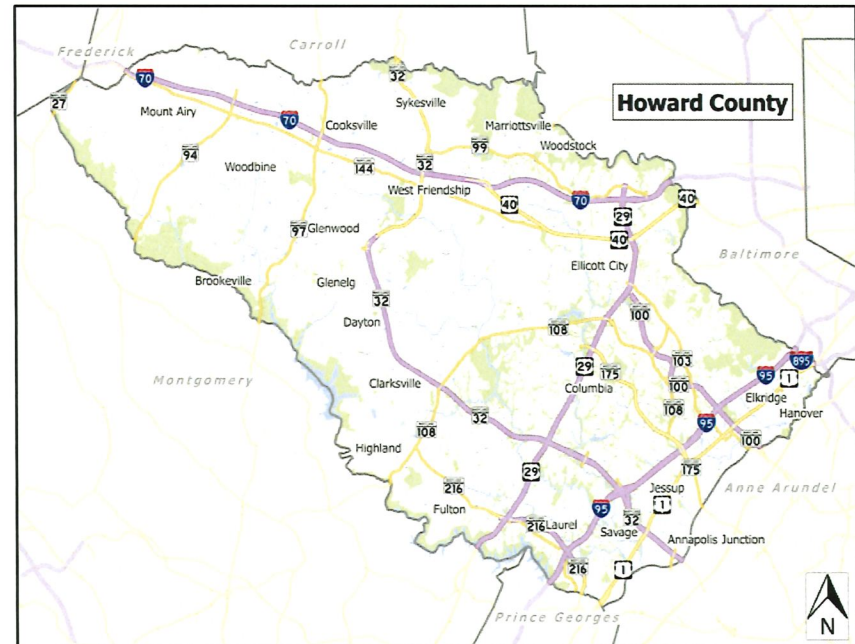 Carroll
Frederick
70
32
27
Mount Airy
70
Sykesville
Howard County
Cooksville
Marriottsville
94
99
Woodstock
Woodbine
144
32
West Friendship
70
40
29
40
97
Glenwood
40
Ellicott City
Baltimore
Brookeville
Glenelg
32
Dayton
100
108
103
895
29
175
95
1
Montgomery
Clarksville
Columbia
100
Elkridge
32
108
95
Hanover
108
100
Highland
29
175
216
Jessup
Anne Arundel
Fulton
95
1
216
Laurel
Savage
32
Annapolis Junction
216
1
Prince Georges
N